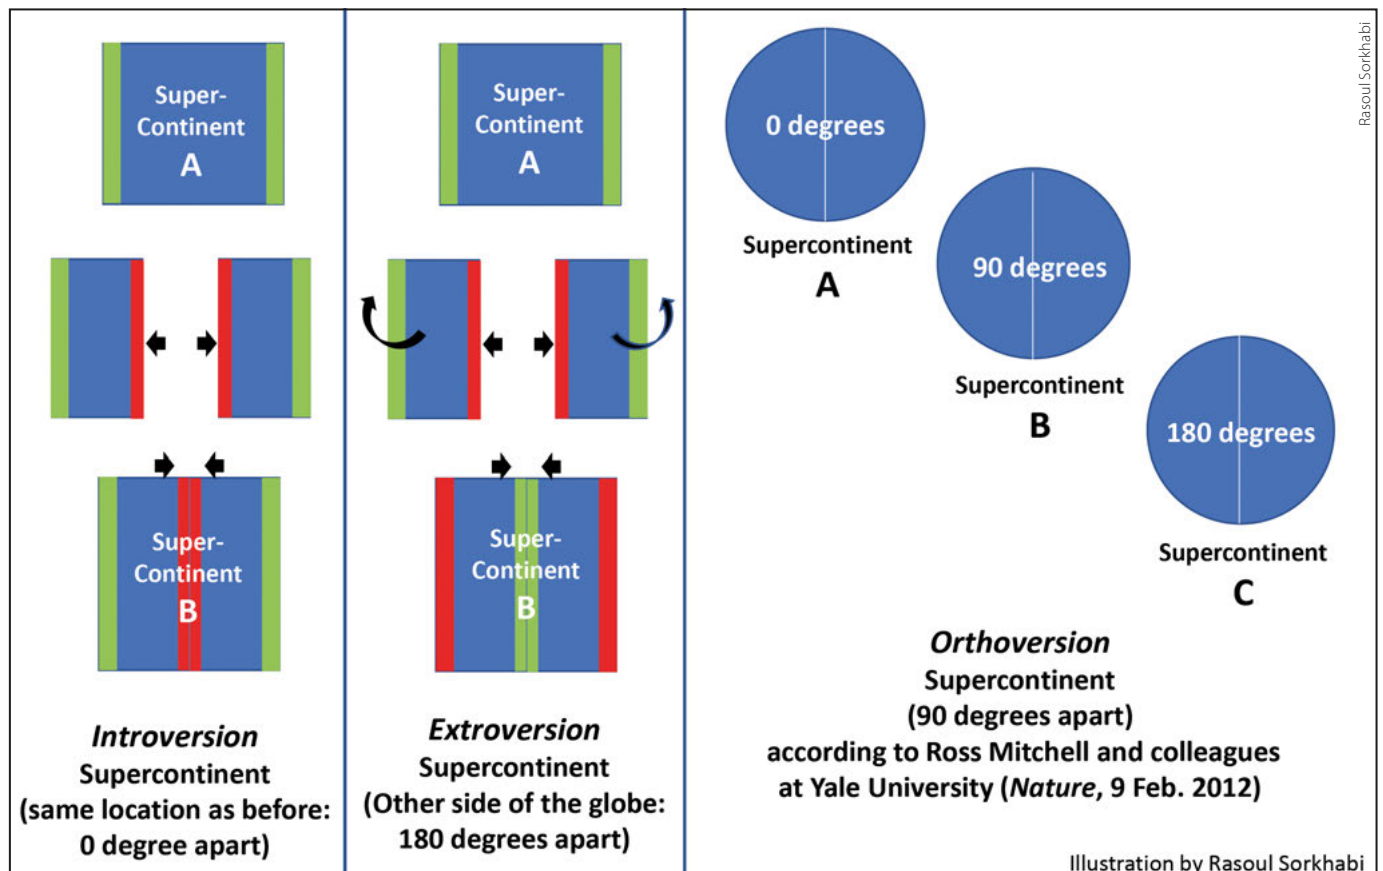 Super-
Continent
A
Introversion
Supercontinent
(same location as before:
0 degree apart)
Super-
Continent
B
Super-
Continent
A
Super-
Continent
B
Extroversion
Supercontinent
(Other side of the globe:
180 degrees apart)
0 degrees
Supercontinent
A
90 degrees
Supercontinent
B
180 degrees
Supercontinent
C
Orthoversion
Supercontinent
(90 degrees apart)
according to Ross Mitchell and colleagues
at Yale University (Nature, 9 Feb. 2012)
Rasoul Sorkhabi
Illustration by Rasoul Sorkhabi